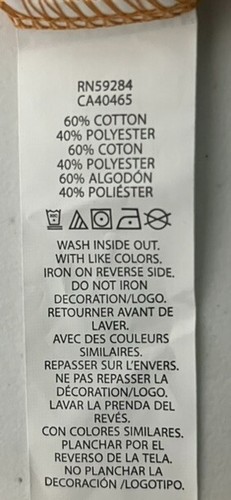 RN59284
CA40465
60% COTTON
40% POLYESTER
60% COTON
40% POLYESTER
60% ALGODÓN
40% POLIÉSTER
WASH INSIDE OUT.
WITH LIKE COLORS.
IRON ON REVERSE SIDE.
DO NOT IRON
DECORATION/LOGO.
RETOURNER AVANT DE
LAVER.
AVEC DES COULEURS
SIMILAIRES.
REPASSER SUR L'ENVERS.
NE PAS REPASSER LA
DÉCORATION/LOGO.
LAVAR LA PRENDA DEL
REVÉS.
CON COLORES SIMILARES.
PLANCHAR POR EL
REVERSO DE LA TELA.
NO PLANCHAR LA
DECORACIÓN /LOGOTIPO.